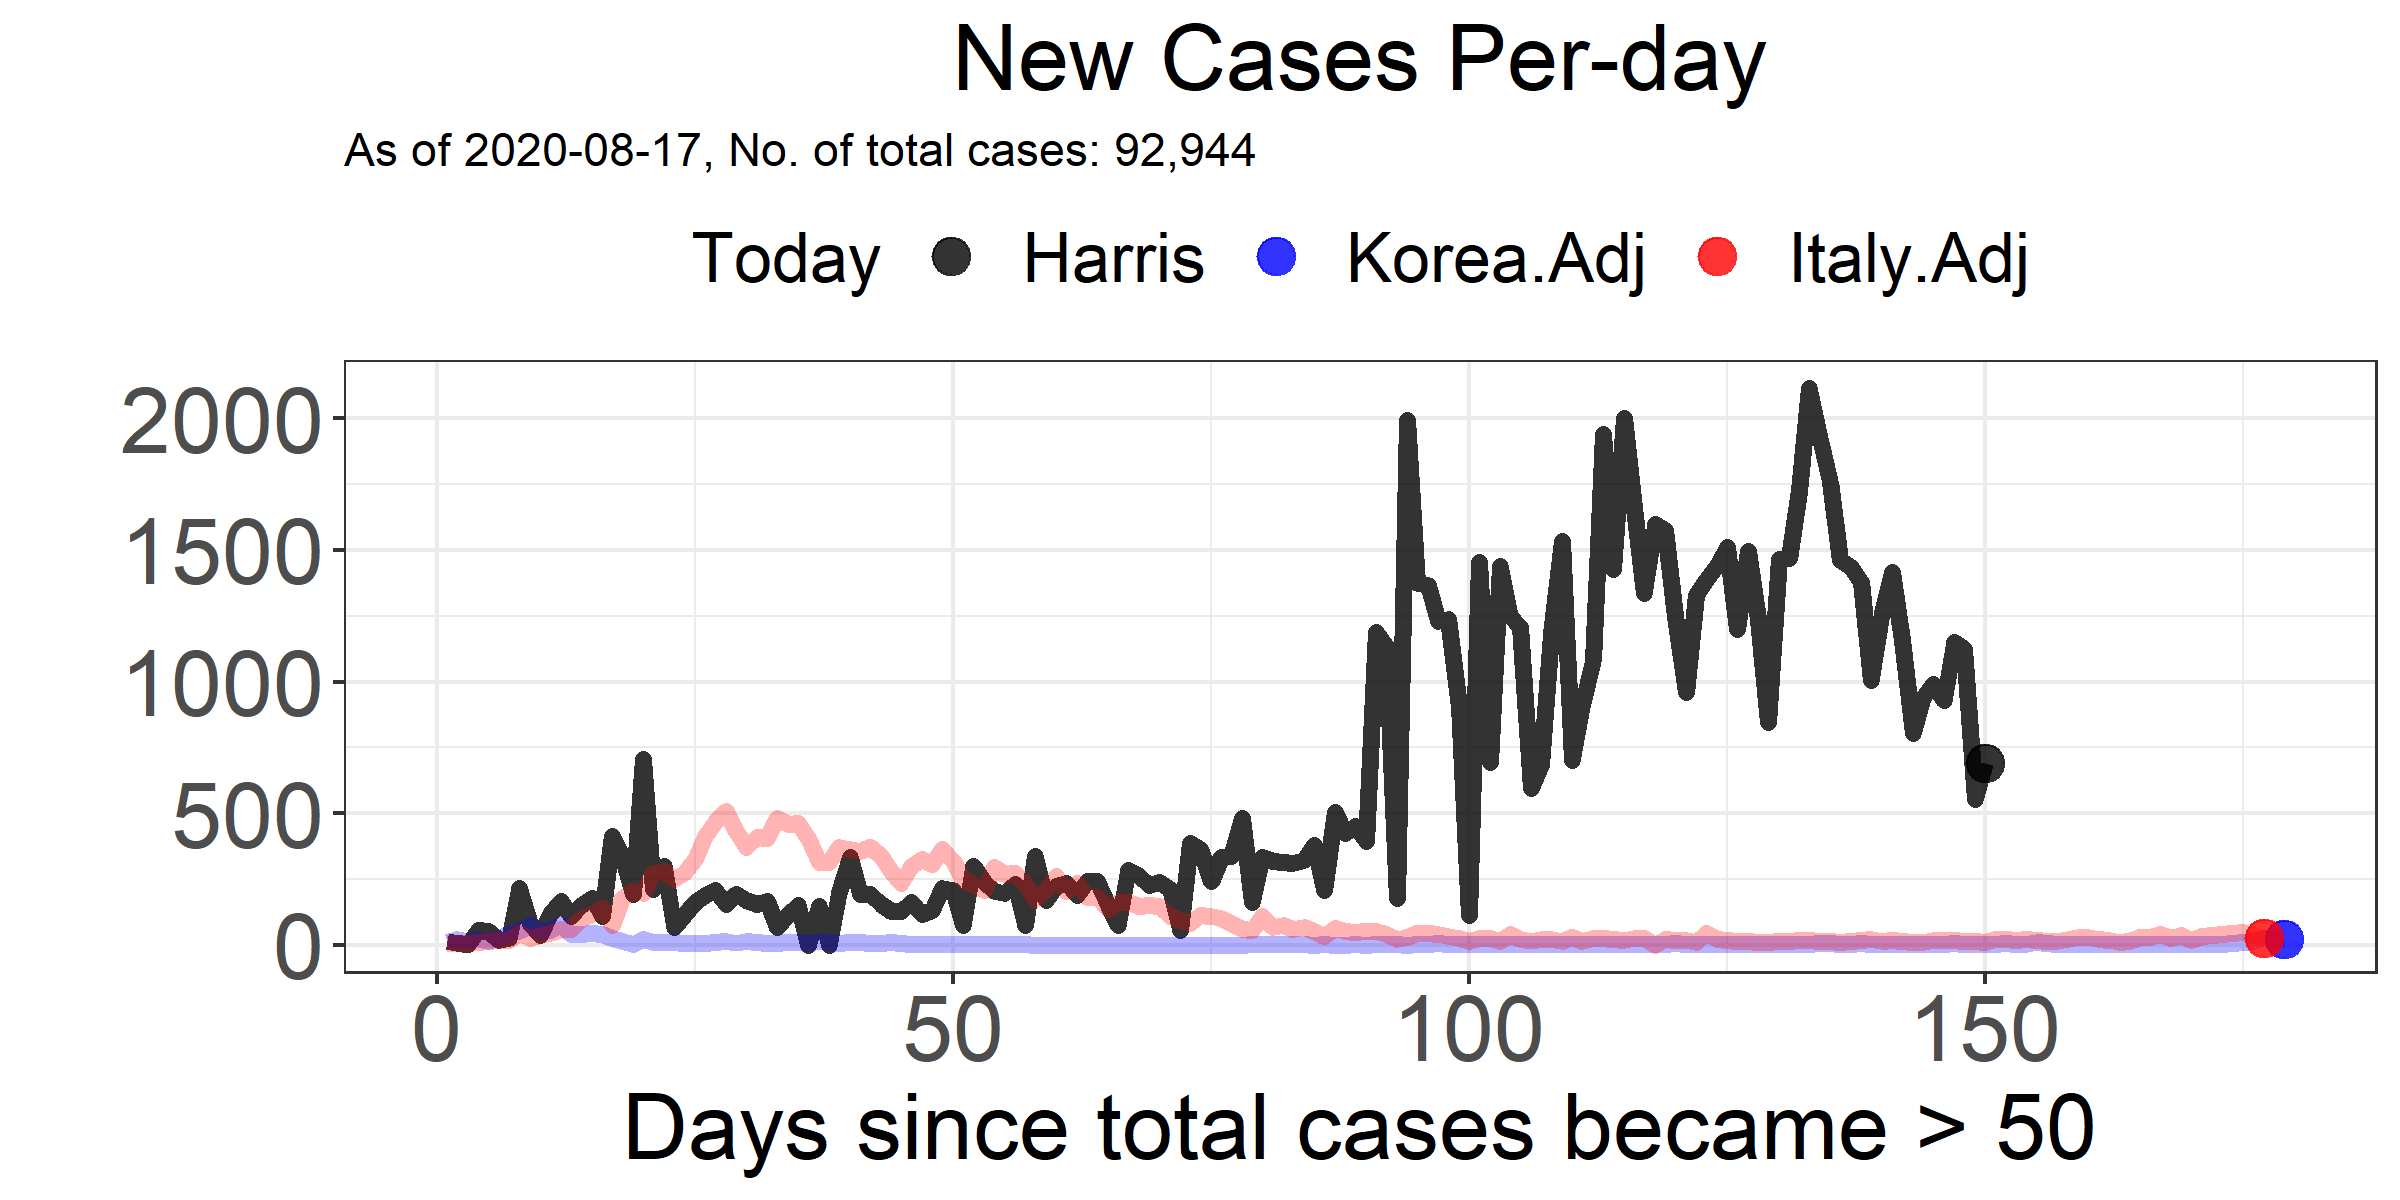 New Cases Per-day
As of 2020-08-17, No. of total cases: 92,944
Today Harris Korea.Adj Italy.Adj
2000
1500
1000
500
0
0 50 100 150
Days since total cases became > 50